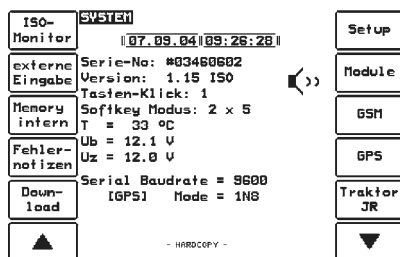 ISO-
Monitor
externe
Eingabe
Memory
intern
Fehler-
notizen
Down-
load
SYSTEM
07.09.04 09:26:28
Serie-No: #03460602
Version: 1.15 ISO
Tasten-Klick: 1
Softkey Modus: 2 x 5
T = 33 ºC
Ub = 12.1 V
Uz = 12.0 V
Serial Baudrate = 9600
[GPS] Mode = 1N8
- HARDCOPY -
Setup
Module
GSM
GPS
Traktor
JR